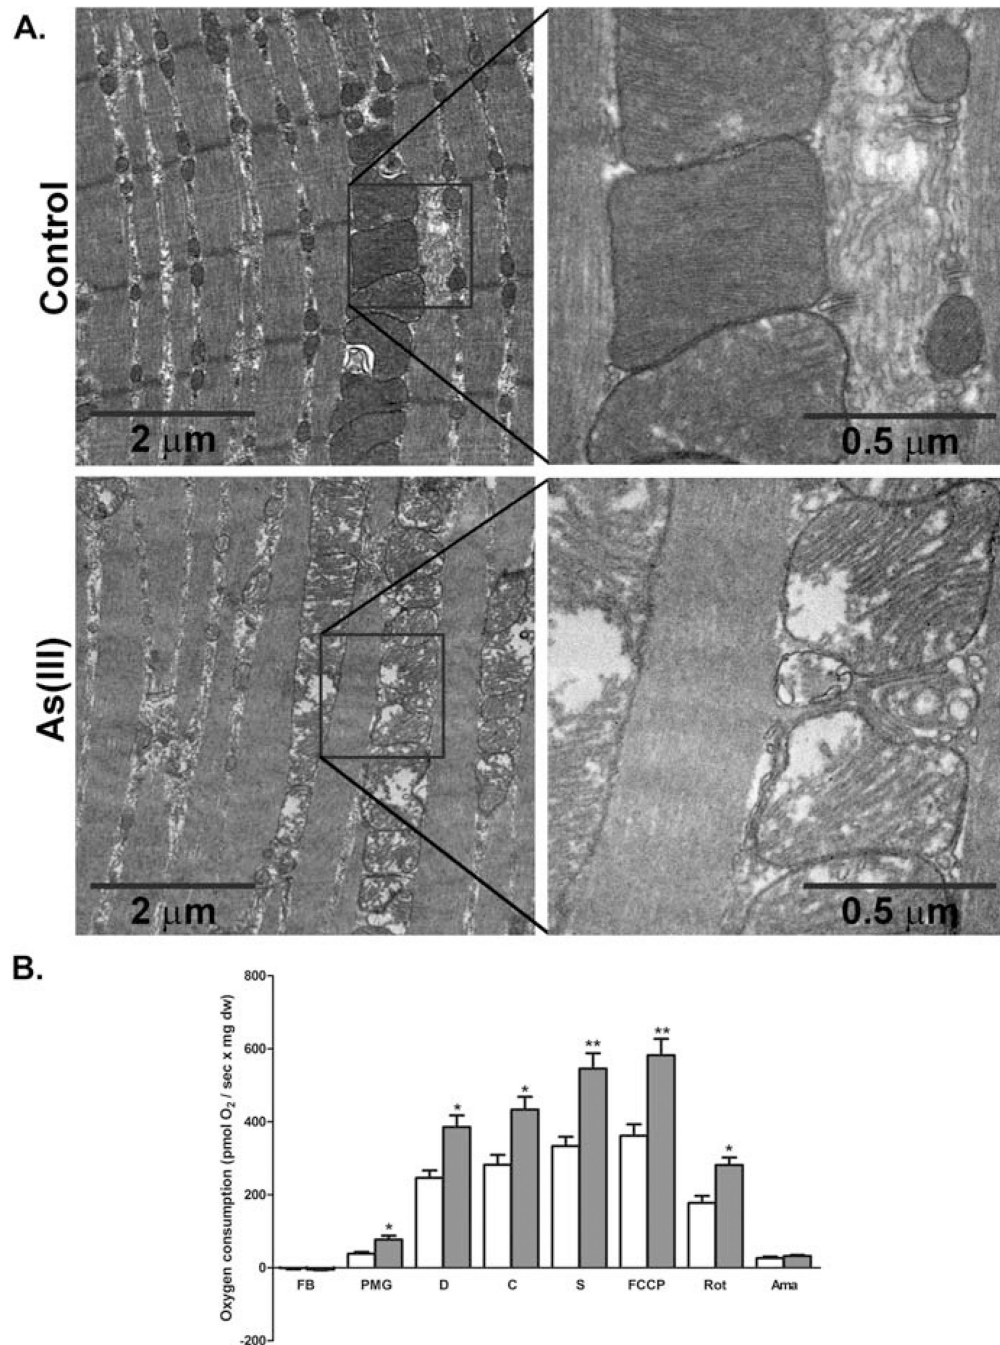 A.
Control
2 μm
0.5 μm
As(III)
2 μm
0.5 μm
B.
Oxygen consumption (pmol O₂ / sec x mg dw)
800
600
400
200
0
-200
*
*
*
**
**
*
FB PMG D C S FCCP Rot Ama